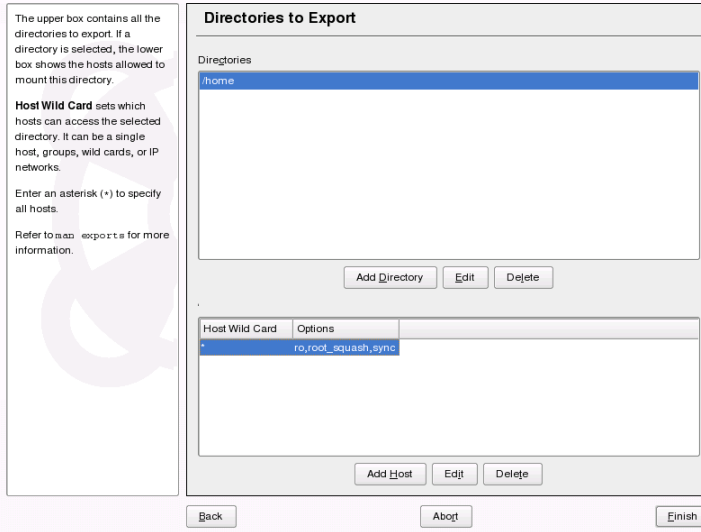 The upper box contains all the
directories to export. If a
directory is selected, the lower
box shows the hosts allowed to
mount this directory.
Host Wild Card sets which
hosts can access the selected
directory. It can be a single
host, groups, wild cards, or IP
networks.
Enter an asterisk (*) to specify
all hosts.
Refer to man exports for more
information.
Directories to Export
Directories
/home
Add Directory Edit Delete
Host Wild Card Options
* ro,root_squash,sync
Add Host Edit Delete
Back Abort Finish